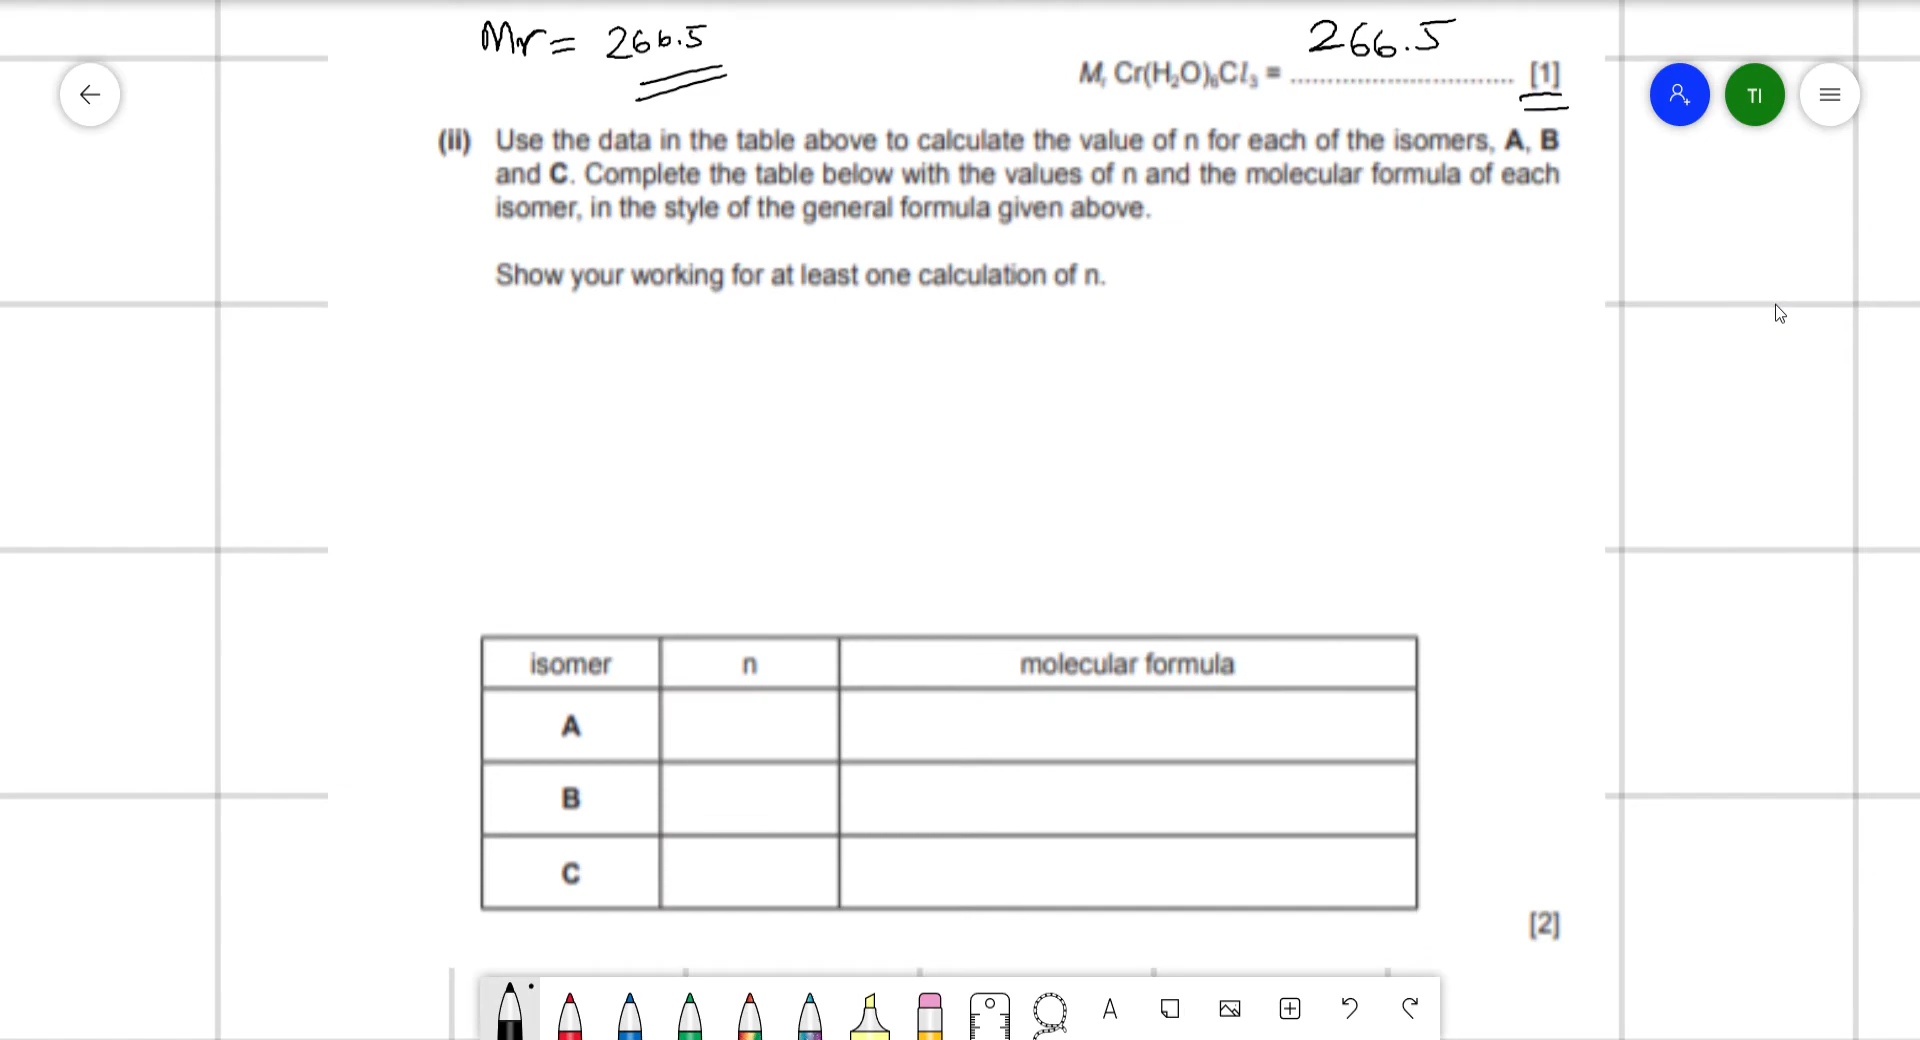 Mr = 266.5
266.5
Mr Cr(H₂O)₆Cl₃ = .............................. [1]
(ii) Use the data in the table above to calculate the value of n for each of the isomers, A, B
and C. Complete the table below with the values of n and the molecular formula of each
isomer, in the style of the general formula given above.
Show your working for at least one calculation of n.
isomer n molecular formula
A
B
C
[2]
TI
A